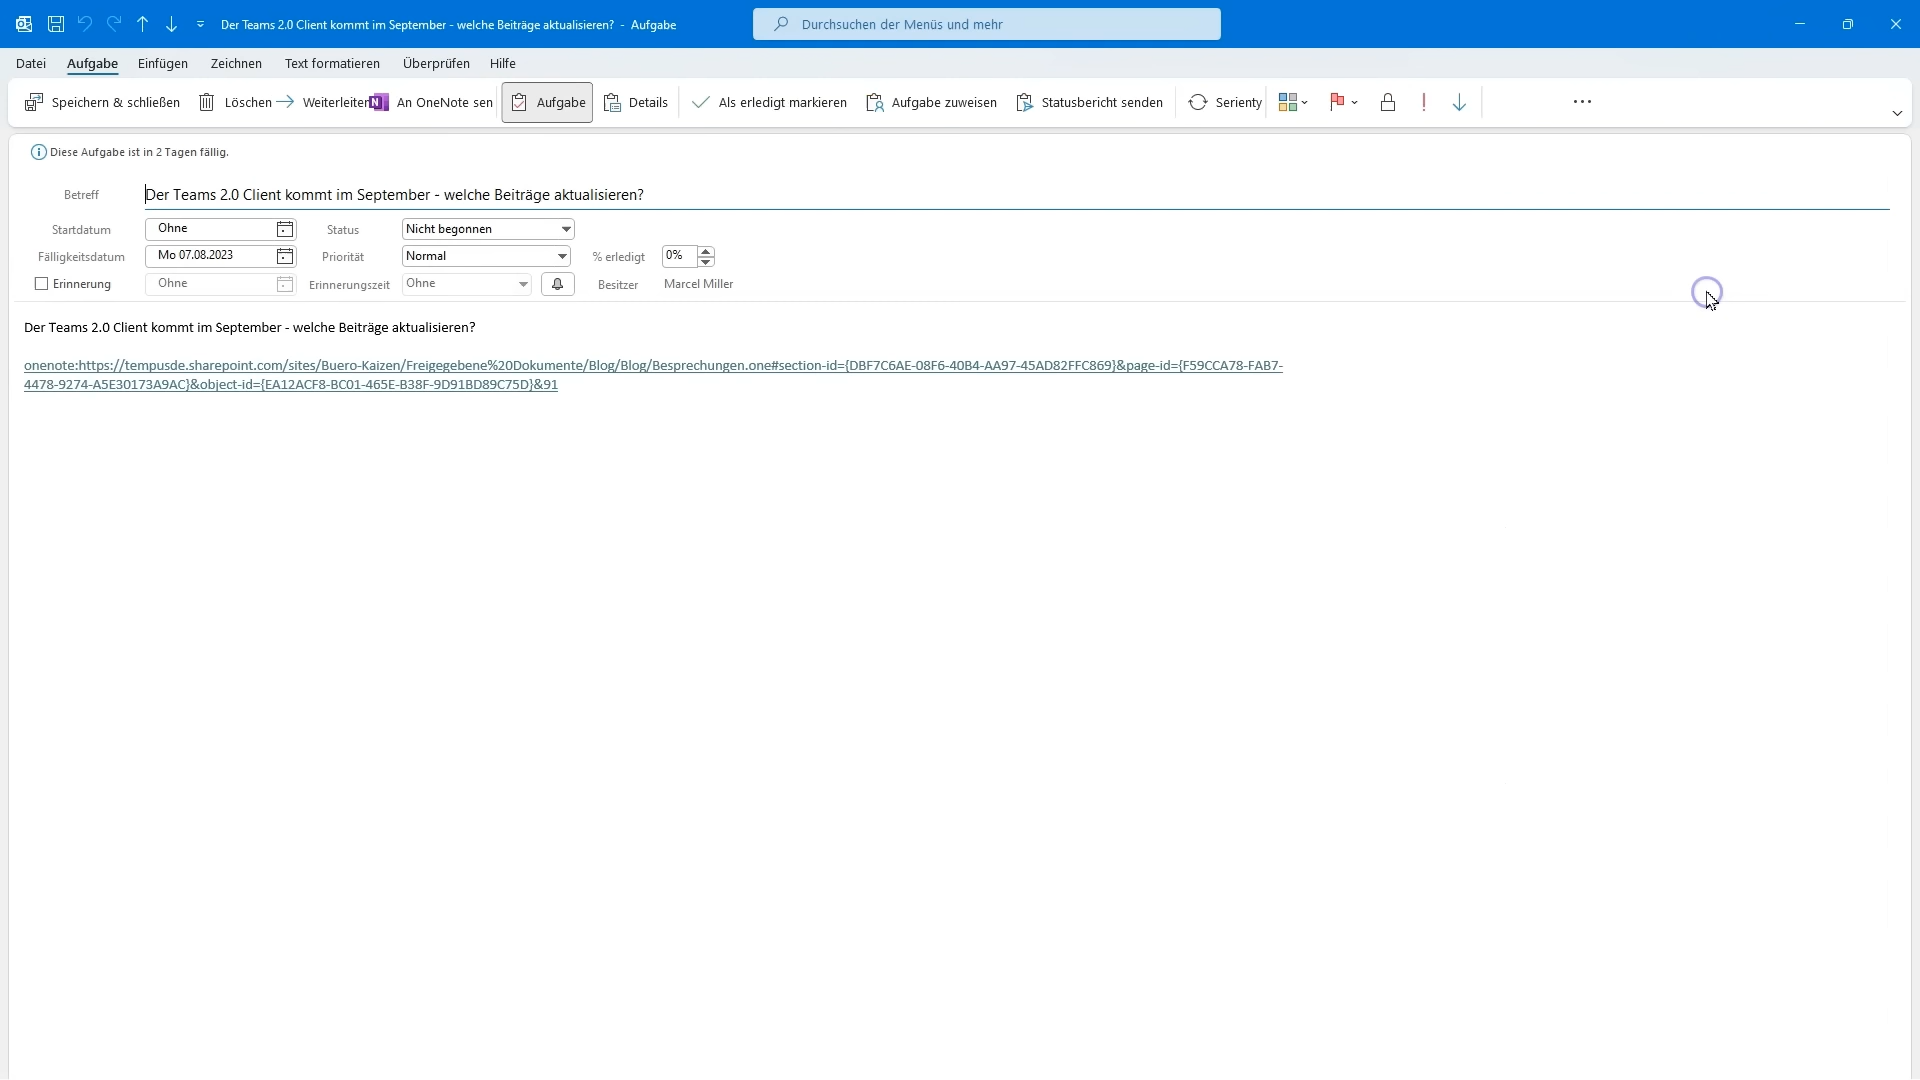 Der Teams 2.0 Client kommt im September - welche Beiträge aktualisieren? - Aufgabe
Durchsuchen der Menüs und mehr
Datei Aufgabe Einfügen Zeichnen Text formatieren Überprüfen Hilfe
Speichern & schließen Löschen Weiterleiten An OneNote sen Aufgabe Details Als erledigt markieren Aufgabe zuweisen Statusbericht senden Serienty
Diese Aufgabe ist in 2 Tagen fällig.
Betreff Der Teams 2.0 Client kommt im September - welche Beiträge aktualisieren?
Startdatum Ohne Status Nicht begonnen
Fälligkeitsdatum Mo 07.08.2023 Priorität Normal % erledigt 0%
Erinnerung Ohne Erinnerungszeit Ohne Besitzer Marcel Miller
Der Teams 2.0 Client kommt im September - welche Beiträge aktualisieren?
onenote:https://tempusde.sharepoint.com/sites/Buero-Kaizen/Freigegebene%20Dokumente/Blog/Blog/Besprechungen.one#section-id={DBF7C6AE-08F6-40B4-AA97-45AD82FFC869}&page-id={F59CCA78-FAB7-
4478-9274-A5E30173A9AC}&object-id={EA12ACF8-BC01-465E-B38F-9D91BD89C75D}&91